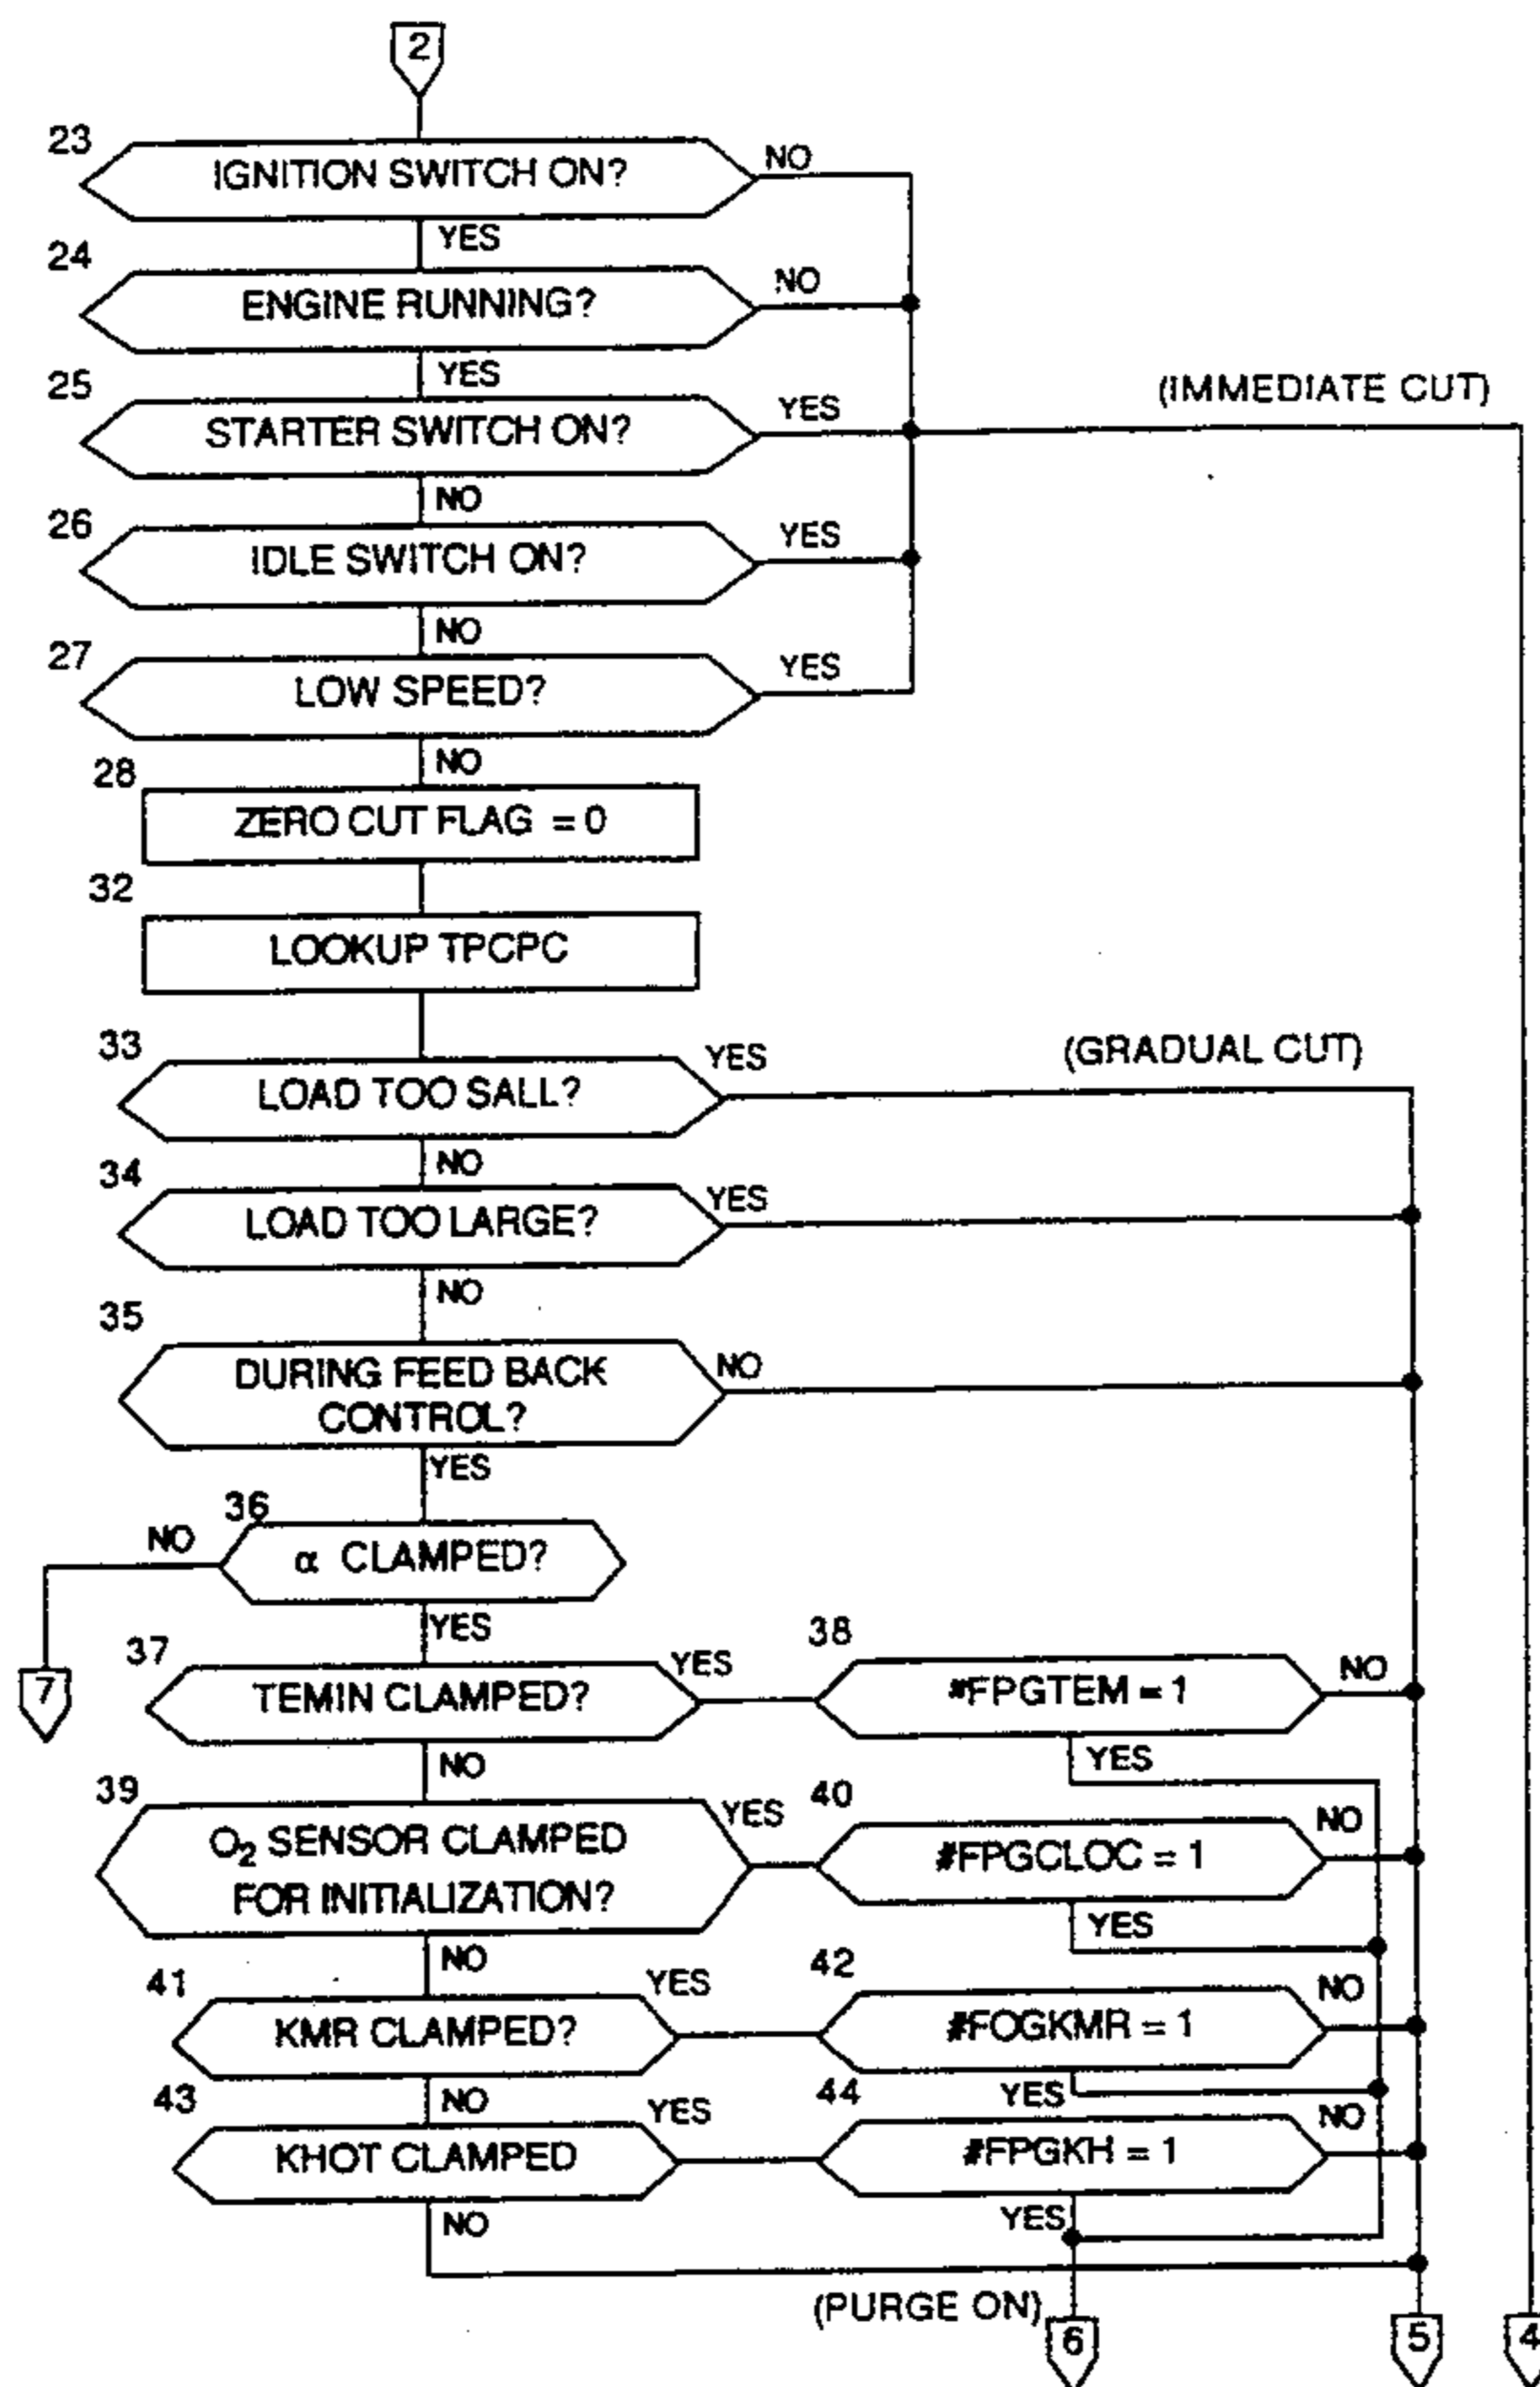 2
23
IGNITION SWITCH ON?
NO
YES
24
ENGINE RUNNING?
NO
YES
25
STARTER SWITCH ON?
YES
(IMMEDIATE CUT)
NO
26
IDLE SWITCH ON?
YES
NO
27
LOW SPEED?
YES
NO
28
ZERO CUT FLAG = 0
32
LOOKUP TPCPC
33
LOAD TOO SALL?
YES
(GRADUAL CUT)
NO
34
LOAD TOO LARGE?
YES
NO
35
DURING FEED BACK
CONTROL?
NO
YES
36
α CLAMPED?
NO
YES
7
37
TEMIN CLAMPED?
YES
38
#FPGTEM = 1
NO
YES
NO
39
O₂ SENSOR CLAMPED
FOR INITIALIZATION?
YES
40
#FPGCLOC = 1
NO
YES
NO
41
KMR CLAMPED?
YES
42
#FOGKMR = 1
NO
YES
NO
43
KHOT CLAMPED
YES
44
#FPGKH = 1
NO
YES
NO
(PURGE ON)
6
5
4